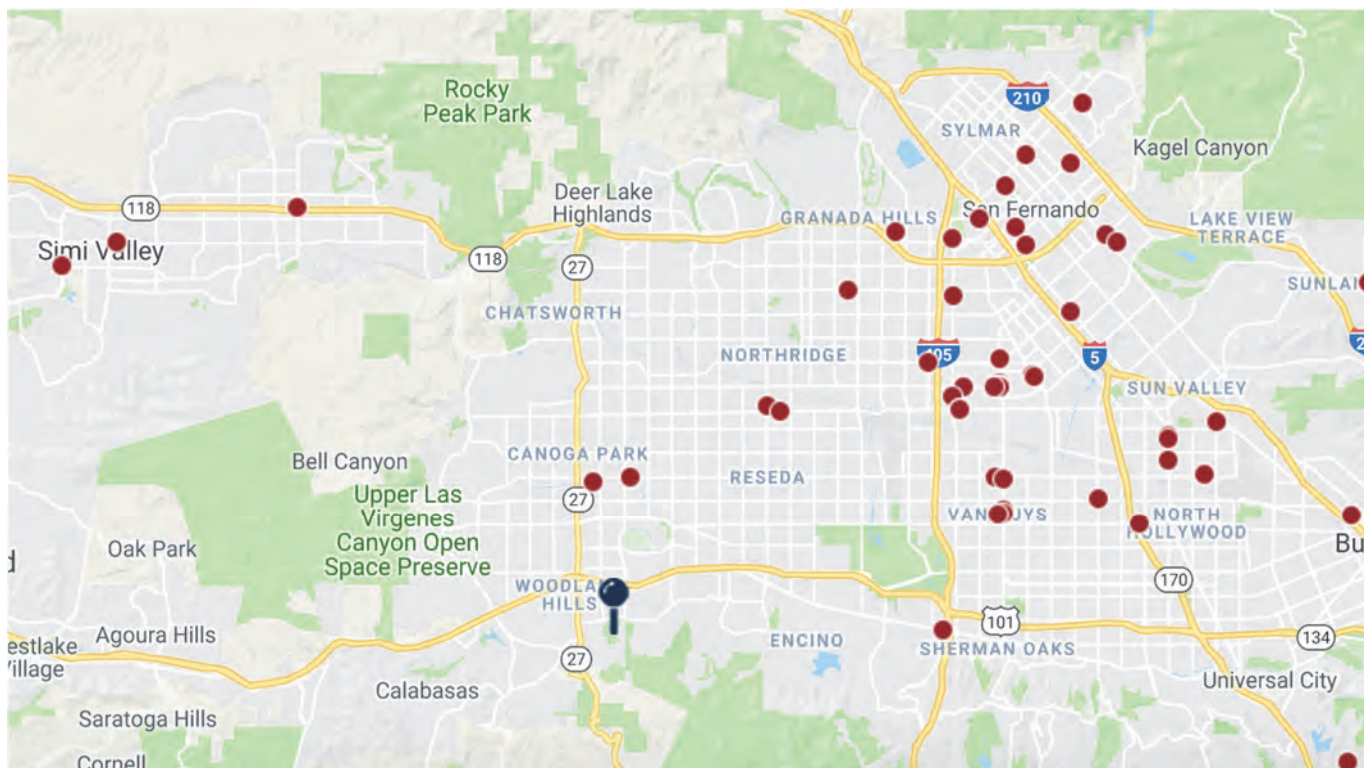 Rocky
Peak Park
210
SYLMAR
Kagel Canyon
118
Deer Lake
Highlands
GRANADA HILLS
San Fernando
LAKE VIEW
TERRACE
Simi Valley
118
27
SUNLA
CHATSWORTH
NORTHRIDGE
405
5
2
SUN VALLEY
CANOGA PARK
Bell Canyon
RESEDA
Upper Las
Virgenes
Canyon Open
Space Preserve
27
VAN NUYS
NORTH
HOLLYWOOD
Oak Park
d
Bu
170
WOODLA
HILLS
101
Agoura Hills
ENCINO
134
estlake
Village
SHERMAN OAKS
27
Calabasas
Universal City
Saratoga Hills
Cornell